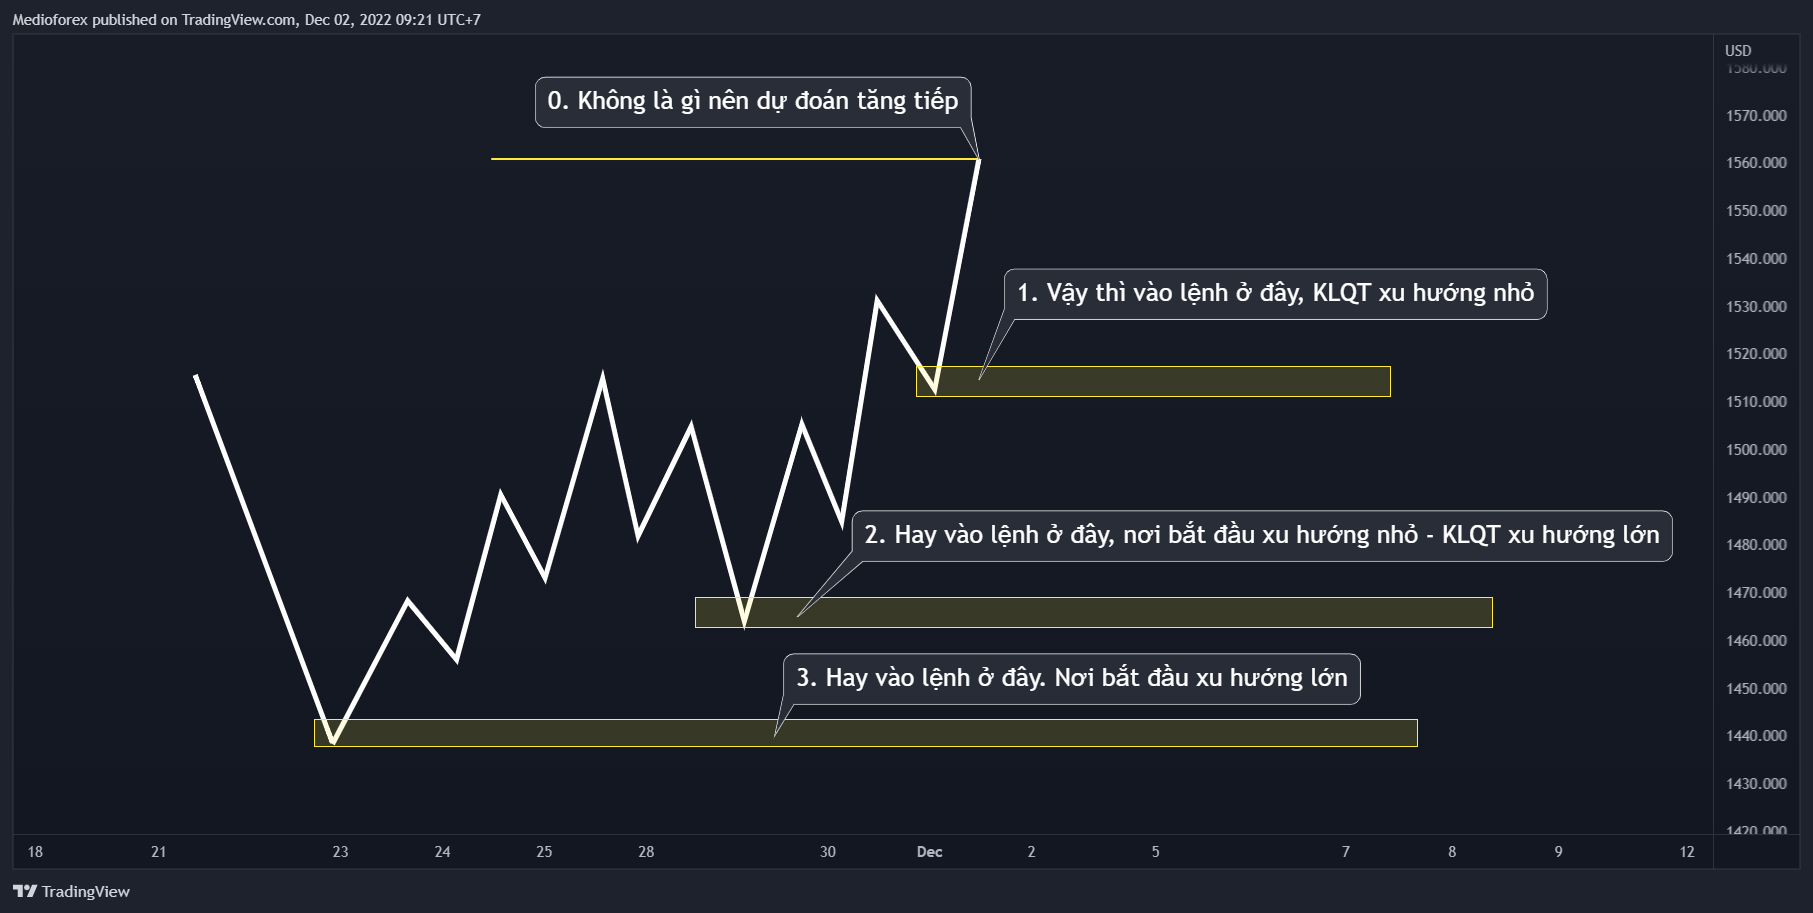 Medioforex published on TradingView.com, Dec 02, 2022 09:21 UTC+7
USD
1580.000
0. Không là gì nên dự đoán tăng tiếp
1570.000
1560.000
1550.000
1540.000
1. Vậy thì vào lệnh ở đây, KLQT xu hướng nhỏ
1530.000
1520.000
1510.000
1500.000
1490.000
2. Hay vào lệnh ở đây, nơi bắt đầu xu hướng nhỏ - KLQT xu hướng lớn
1480.000
1470.000
1460.000
3. Hay vào lệnh ở đây. Nơi bắt đầu xu hướng lớn
1450.000
1440.000
1430.000
1420.000
18 21 23 24 25 28 30 Dec 2 5 7 8 9 12
TradingView